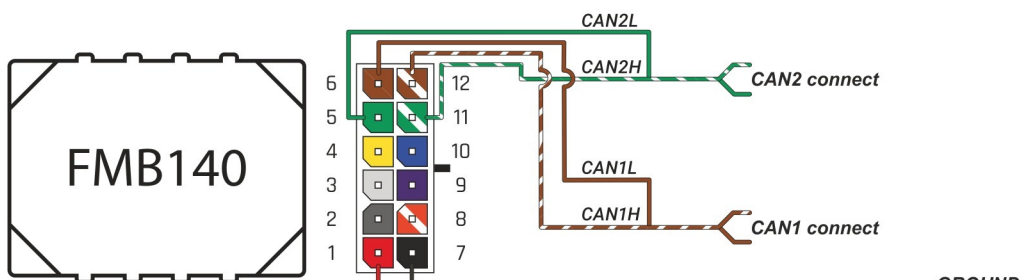 CAN2L
6 12 CAN2H CAN2 connect
5 11
4 10
FMB140
3 9 CAN1L
2 8 CAN1H CAN1 connect
1 7
GROUND